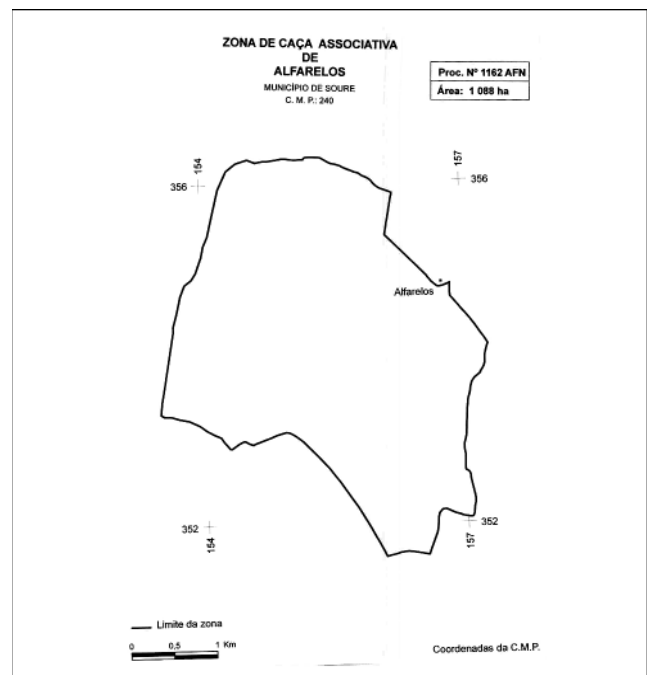 ZONA DE CAÇA ASSOCIATIVA
DE
ALFARELOS
MUNICÍPIO DE SOURE
C. M. P.: 240
Proc. Nº 1162 AFN
Área: 1 088 ha
154
356
157
356
Alfarelos
352
154
352
157
Limite da zona
0 0,5 1 Km
Coordenadas da C.M.P.